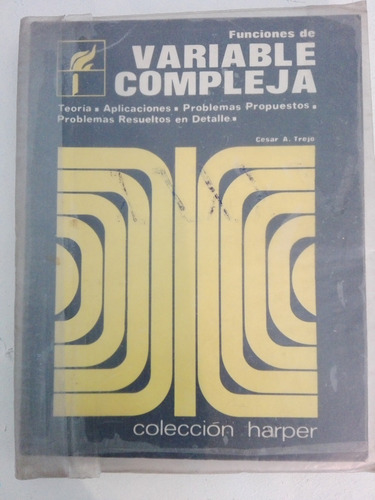 Funciones de
VARIABLE
COMPLEJA
Teoría ▪ Aplicaciones ▪ Problemas Propuestos ▪
Problemas Resueltos en Detalle ▪
Cesar A. Trejo
colección harper